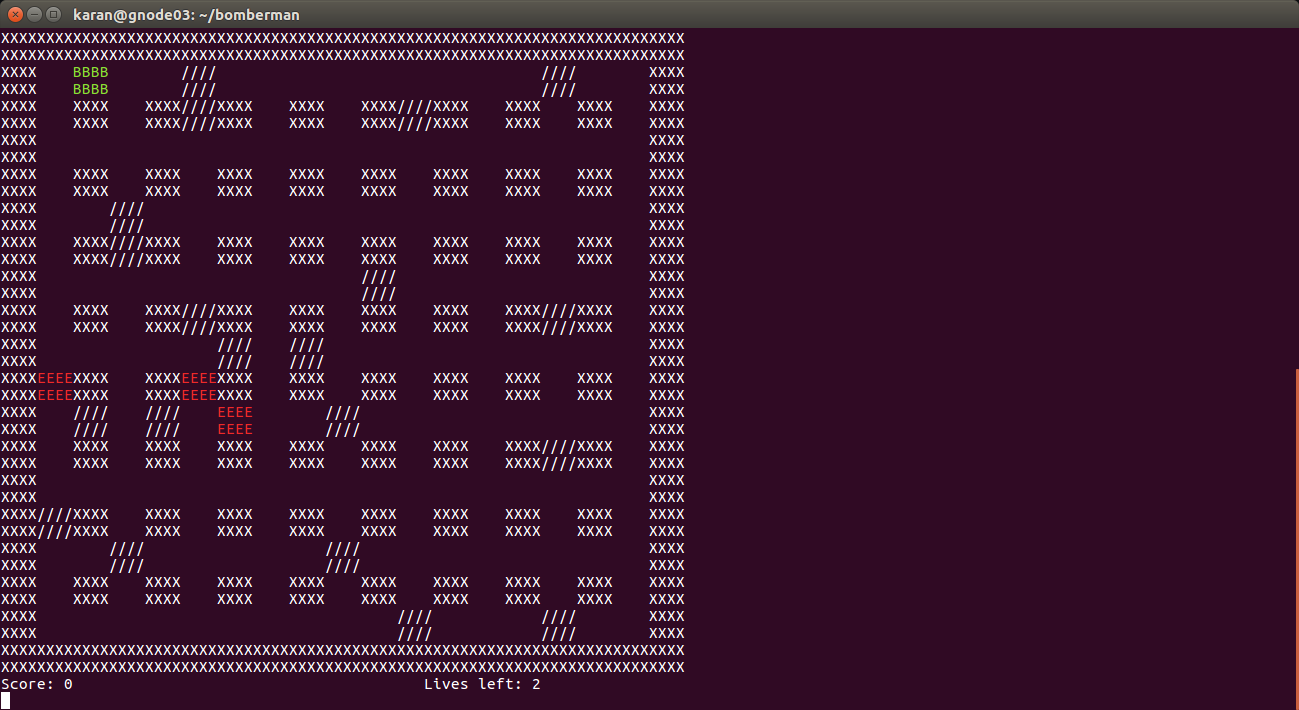 karan@gnode03: ~/bomberman
XXXXXXXXXXXXXXXXXXXXXXXXXXXXXXXXXXXXXXXXXXXXXXXXXXXXXXXXXXXXXXXXXXXXXXXXXXXX
XXXXXXXXXXXXXXXXXXXXXXXXXXXXXXXXXXXXXXXXXXXXXXXXXXXXXXXXXXXXXXXXXXXXXXXXXXXX
XXXX    BBBB        ////                                    ////        XXXX
XXXX    BBBB        ////                                    ////        XXXX
XXXX    XXXX    XXXX////XXXX    XXXX    XXXX////XXXX    XXXX    XXXX    XXXX
XXXX    XXXX    XXXX////XXXX    XXXX    XXXX////XXXX    XXXX    XXXX    XXXX
XXXX                                                                    XXXX
XXXX                                                                    XXXX
XXXX    XXXX    XXXX    XXXX    XXXX    XXXX    XXXX    XXXX    XXXX    XXXX
XXXX    XXXX    XXXX    XXXX    XXXX    XXXX    XXXX    XXXX    XXXX    XXXX
XXXX        ////                                                        XXXX
XXXX        ////                                                        XXXX
XXXX    XXXX////XXXX    XXXX    XXXX    XXXX    XXXX    XXXX    XXXX    XXXX
XXXX    XXXX////XXXX    XXXX    XXXX    XXXX    XXXX    XXXX    XXXX    XXXX
XXXX                                    ////                            XXXX
XXXX                                    ////                            XXXX
XXXX    XXXX    XXXX////XXXX    XXXX    XXXX    XXXX    XXXX////XXXX    XXXX
XXXX    XXXX    XXXX////XXXX    XXXX    XXXX    XXXX    XXXX////XXXX    XXXX
XXXX                    ////    ////                                    XXXX
XXXX                    ////    ////                                    XXXX
XXXXEEEEXXXX    XXXXEEEEXXXX    XXXX    XXXX    XXXX    XXXX    XXXX    XXXX
XXXXEEEEXXXX    XXXXEEEEXXXX    XXXX    XXXX    XXXX    XXXX    XXXX    XXXX
XXXX    ////    ////    EEEE        ////                                XXXX
XXXX    ////    ////    EEEE        ////                                XXXX
XXXX    XXXX    XXXX    XXXX    XXXX    XXXX    XXXX    XXXX////XXXX    XXXX
XXXX    XXXX    XXXX    XXXX    XXXX    XXXX    XXXX    XXXX////XXXX    XXXX
XXXX                                                                    XXXX
XXXX                                                                    XXXX
XXXX////XXXX    XXXX    XXXX    XXXX    XXXX    XXXX    XXXX    XXXX    XXXX
XXXX////XXXX    XXXX    XXXX    XXXX    XXXX    XXXX    XXXX    XXXX    XXXX
XXXX        ////                    ////                                XXXX
XXXX        ////                    ////                                XXXX
XXXX    XXXX    XXXX    XXXX    XXXX    XXXX    XXXX    XXXX    XXXX    XXXX
XXXX    XXXX    XXXX    XXXX    XXXX    XXXX    XXXX    XXXX    XXXX    XXXX
XXXX                                        ////            ////        XXXX
XXXX                                        ////            ////        XXXX
XXXXXXXXXXXXXXXXXXXXXXXXXXXXXXXXXXXXXXXXXXXXXXXXXXXXXXXXXXXXXXXXXXXXXXXXXXXX
XXXXXXXXXXXXXXXXXXXXXXXXXXXXXXXXXXXXXXXXXXXXXXXXXXXXXXXXXXXXXXXXXXXXXXXXXXXX
Score: 0                                       Lives left: 2